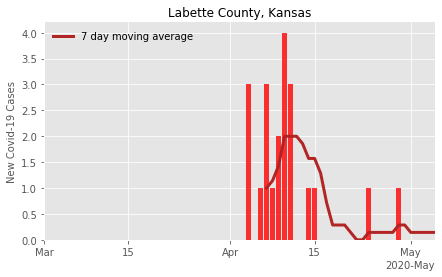 Labette County, Kansas
7 day moving average
New Covid-19 Cases
4.0
3.5
3.0
2.5
2.0
1.5
1.0
0.5
0.0
Mar 15 Apr 15 May
2020-May